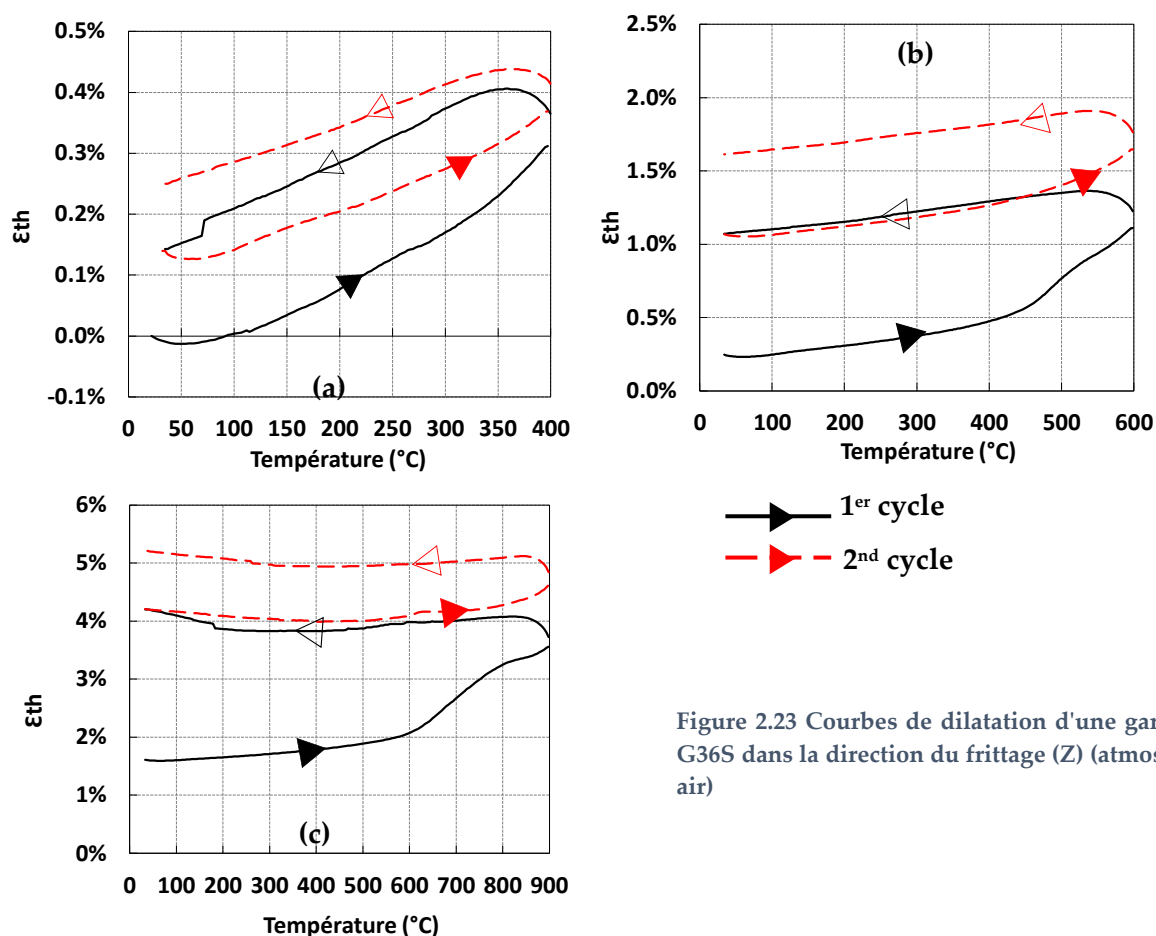 0.5%
0.4%
0.3%
0.2%
0.1%
0.0%
-0.1%
εth
(a)
0 50 100 150 200 250 300 350 400
Température (°C)
2.5%
2.0%
1.5%
1.0%
0.5%
0.0%
εth
(b)
0 100 200 300 400 500 600
Température (°C)
1er cycle
2nd cycle
6%
5%
4%
3%
2%
1%
0%
εth
(c)
0 100 200 300 400 500 600 700 800 900
Température (°C)
Figure 2.23 Courbes de dilatation d'une gar
G36S dans la direction du frittage (Z) (atmos
air)